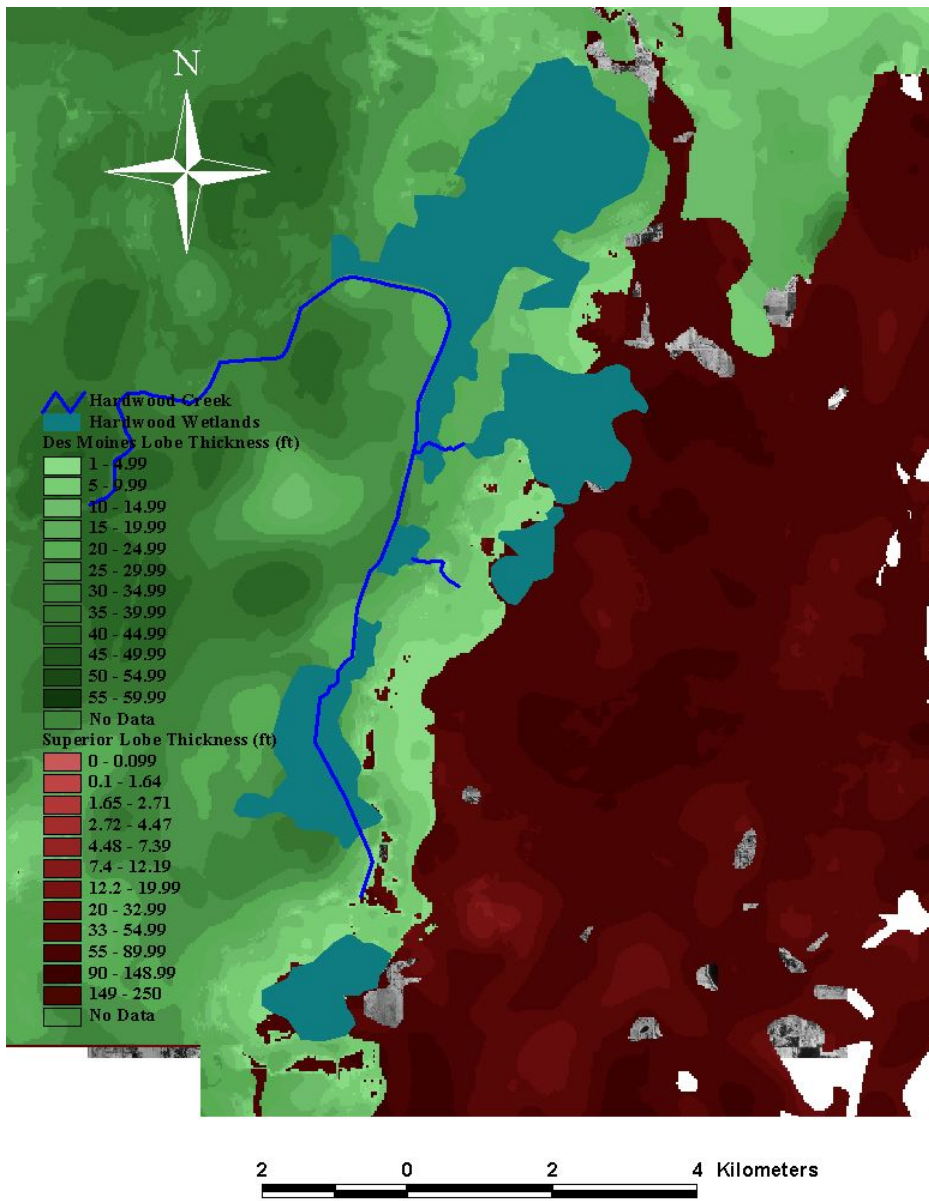 N
Hardwood Creek
Hardwood Wetlands
Des Moines Lobe Thickness (ft)
1 - 4.99
5 - 9.99
10 - 14.99
15 - 19.99
20 - 24.99
25 - 29.99
30 - 34.99
35 - 39.99
40 - 44.99
45 - 49.99
50 - 54.99
55 - 59.99
No Data
Superior Lobe Thickness (ft)
0 - 0.099
0.1 - 1.64
1.65 - 2.71
2.72 - 4.47
4.48 - 7.39
7.4 - 12.19
12.2 - 19.99
20 - 32.99
33 - 54.99
55 - 89.99
90 - 148.99
149 - 250
No Data
2 0 2 4 Kilometers